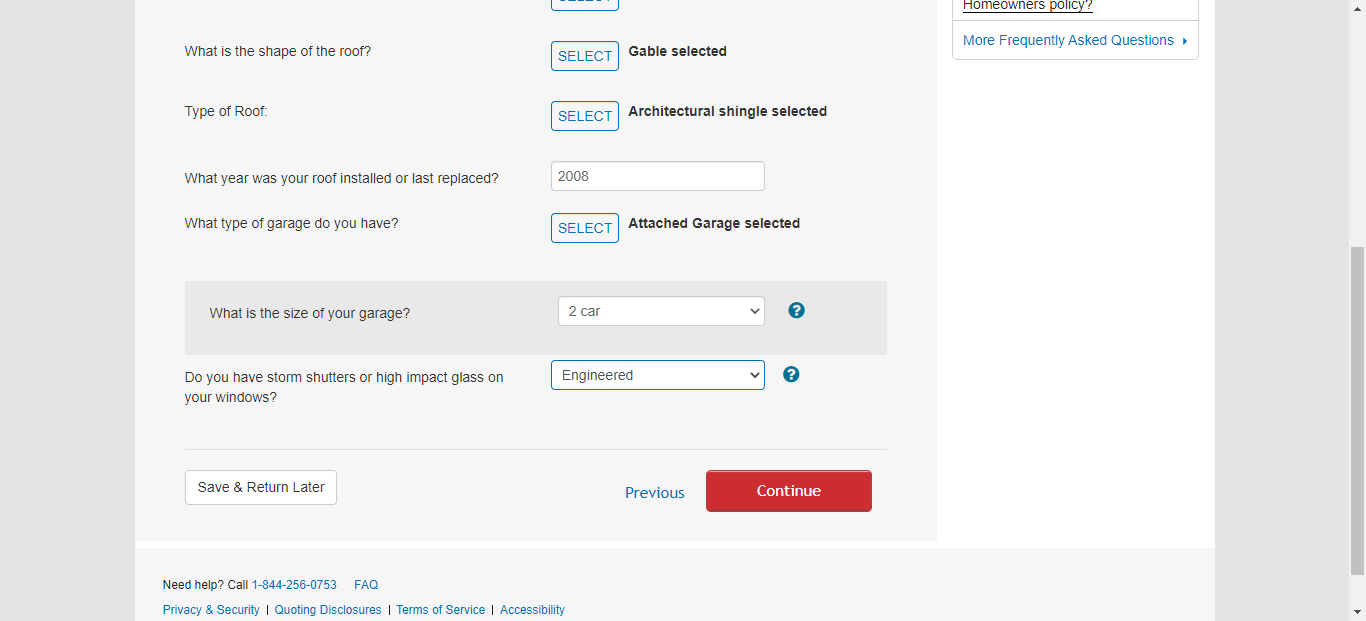 Homeowners policy?
More Frequently Asked Questions
What is the shape of the roof?
SELECT
Gable selected
Type of Roof:
SELECT
Architectural shingle selected
What year was your roof installed or last replaced?
2008
What type of garage do you have?
SELECT
Attached Garage selected
What is the size of your garage?
2 car
?
Do you have storm shutters or high impact glass on
your windows?
Engineered
?
Save & Return Later
Previous
Continue
Need help? Call 1-844-256-0753 FAQ
Privacy & Security | Quoting Disclosures | Terms of Service | Accessibility